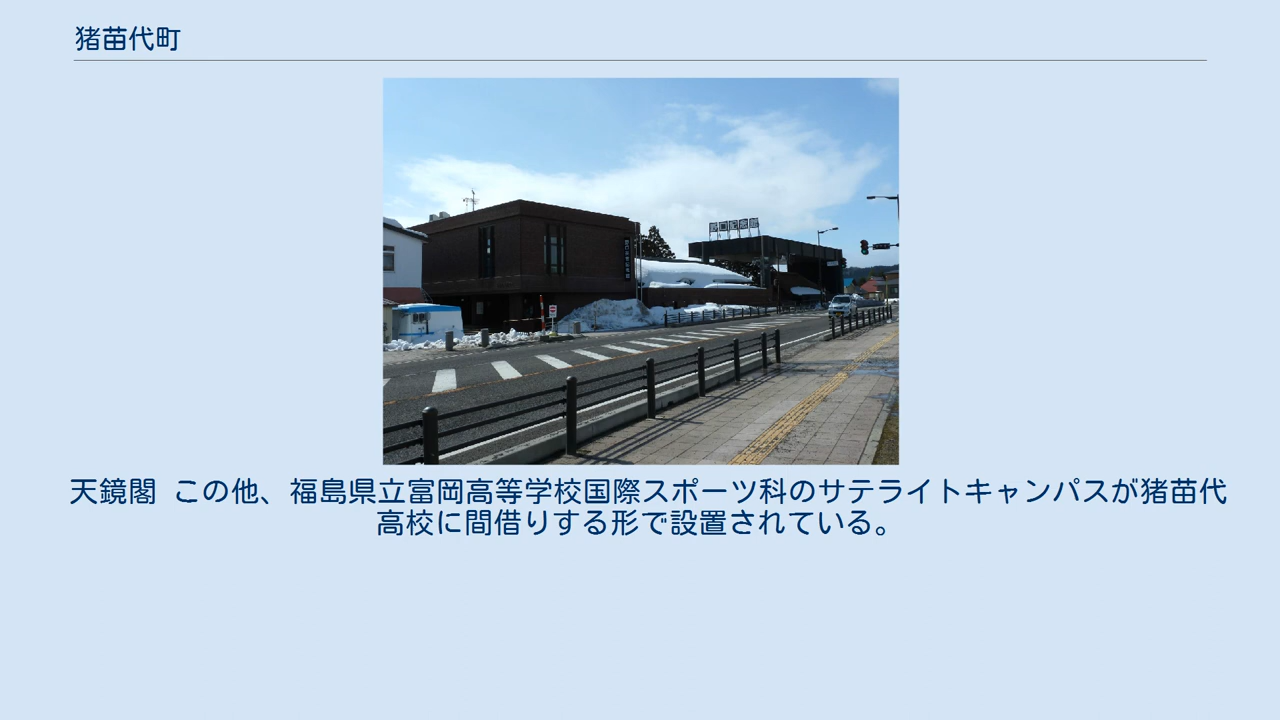 猪苗代町
天鏡閣 この他、福島県立富岡高等学校国際スポーツ科のサテライトキャンパスが猪苗代
高校に間借りする形で設置されている。